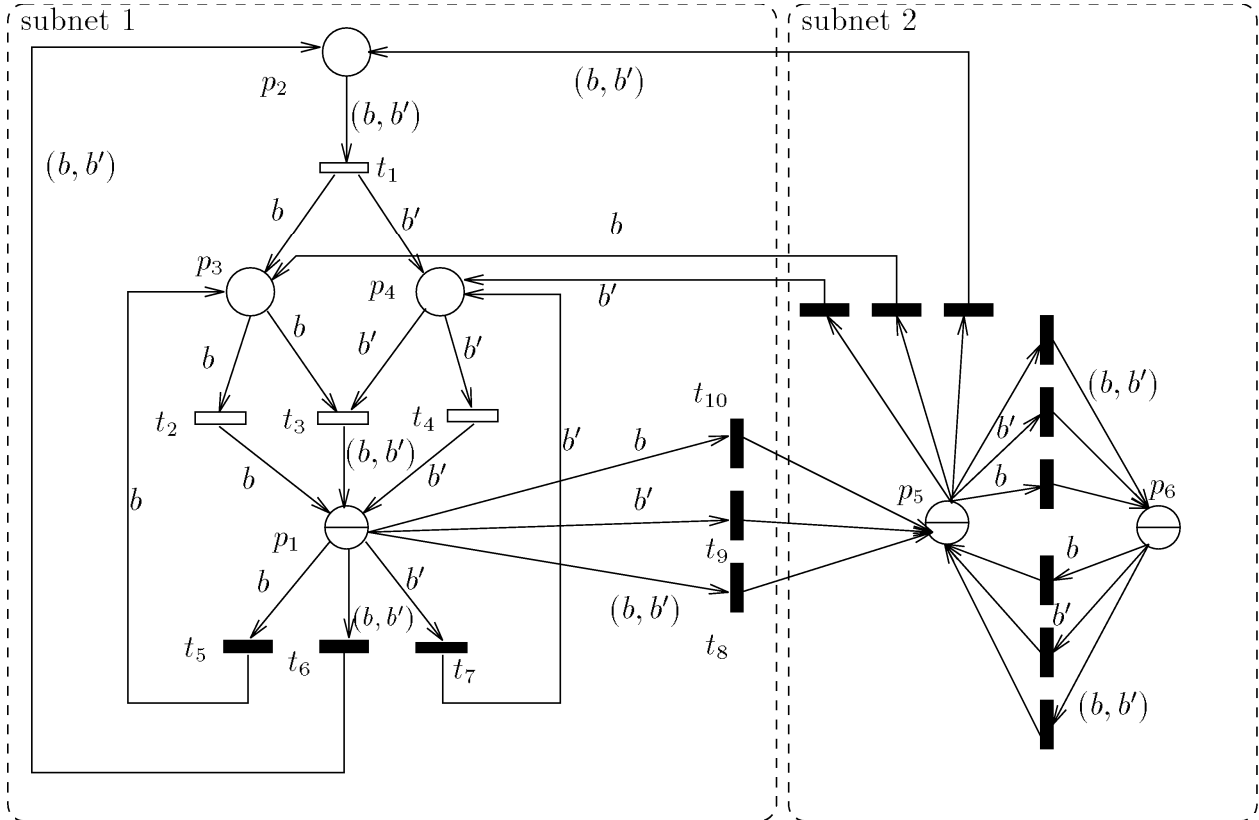 subnet 1
subnet 2
p2
(b, b′)
(b, b′)
(b, b′)
t1
b
b′
b
p3
p4
b′
b
b
b′
b′
(b, b′)
t10
t2
t3
t4
b′
(b, b′)
b′
b
b
b′
b
p5
p6
b
b′
p1
t9
b
b
b′
(b, b′)
(b, b′)
b′
t5
t6
t7
t8
(b, b′)